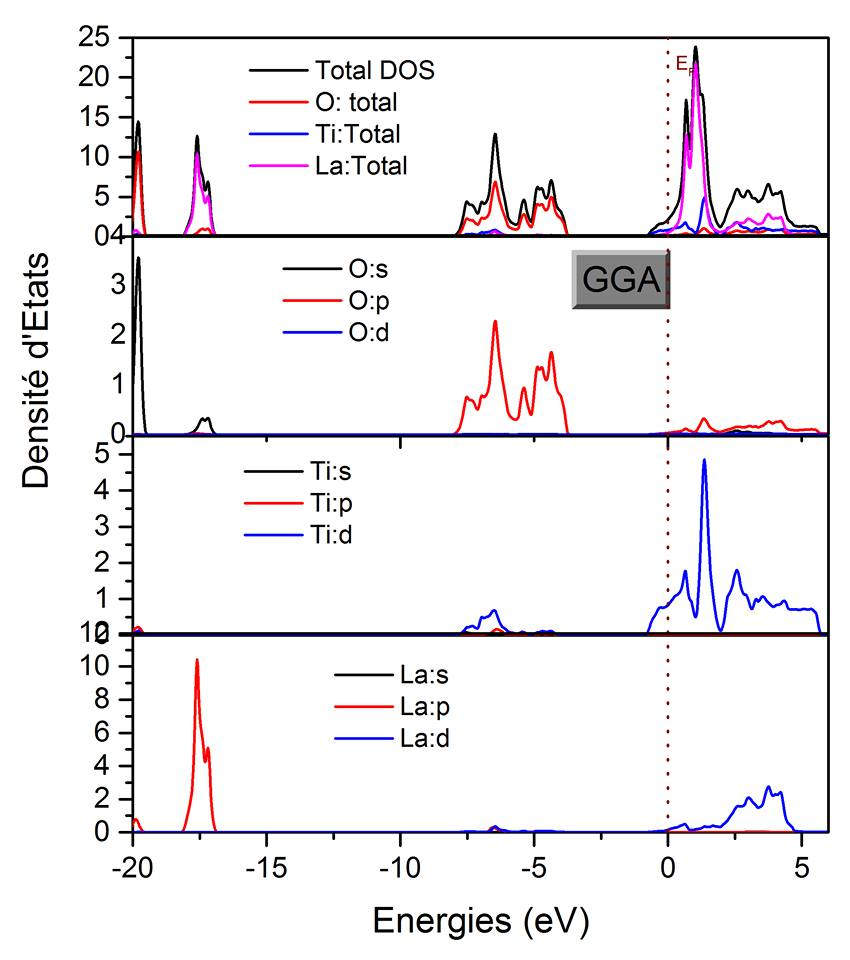 25
20
15
10
5
0
Total DOS
O: total
Ti:Total
La:Total
E_F
4
3
2
1
0
O:s
O:p
O:d
GGA
Densité d'Etats
5
4
3
2
1
0
Ti:s
Ti:p
Ti:d
12
10
8
6
4
2
0
La:s
La:p
La:d
-20 -15 -10 -5 0 5
Energies (eV)